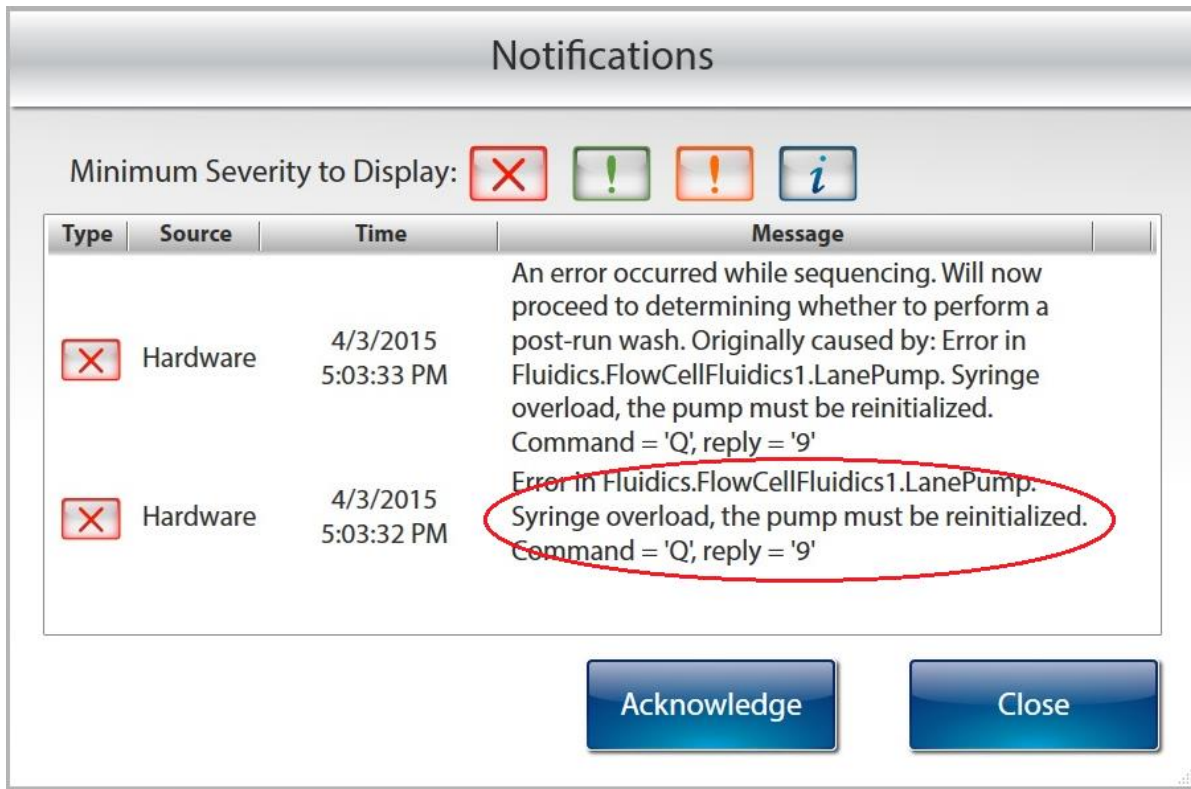 Notifications
Minimum Severity to Display:
Type Source Time Message
An error occurred while sequencing. Will now
proceed to determining whether to perform a
post-run wash. Originally caused by: Error in
Fluidics.FlowCellFluidics1.LanePump. Syringe
overload, the pump must be reinitialized.
Command = 'Q', reply = '9'
Hardware
4/3/2015
5:03:33 PM
Error in Fluidics.FlowCellFluidics1.LanePump.
Syringe overload, the pump must be reinitialized.
Command = 'Q', reply = '9'
Hardware
4/3/2015
5:03:32 PM
Acknowledge
Close